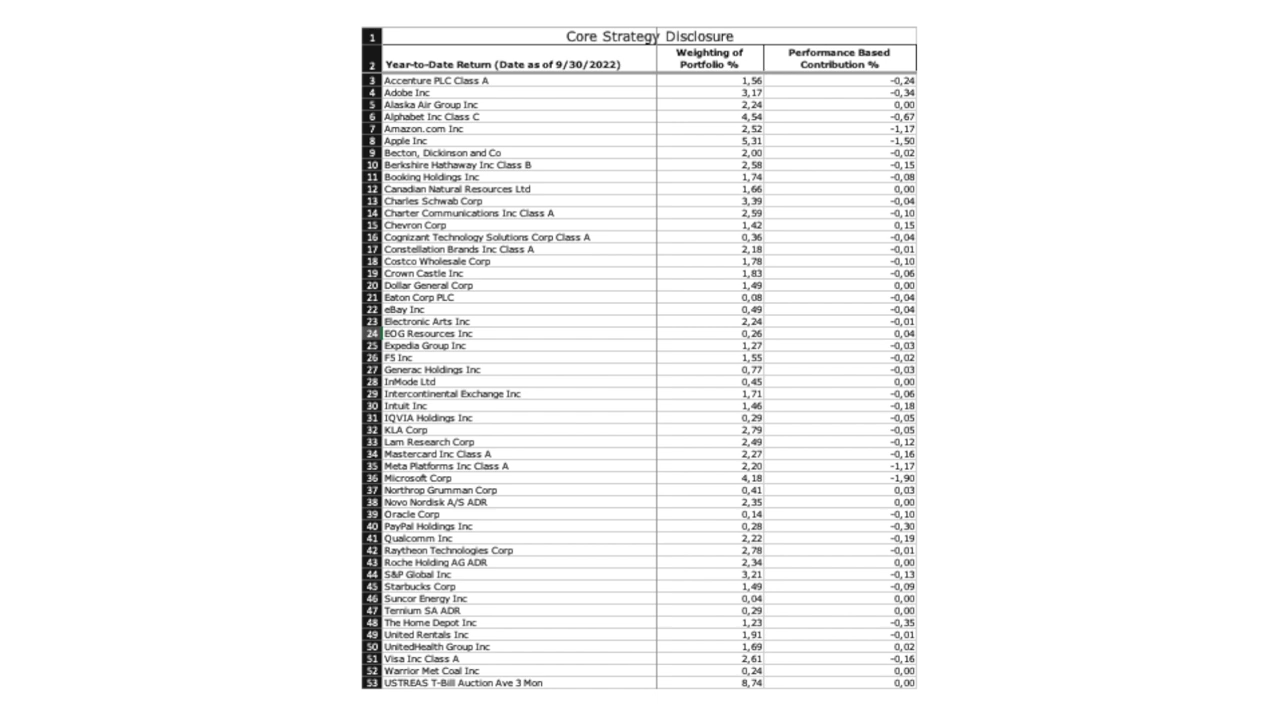 1 Core Strategy Disclosure
Weighting of Performance Based
2 Year-to-Date Return (Date as of 9/30/2022) Portfolio % Contribution %
3 Accenture PLC Class A 1,56 -0,24
4 Adobe Inc 3,17 -0,34
5 Alaska Air Group Inc 2,24 0,00
6 Alphabet Inc Class C 4,54 -0,67
7 Amazon.com Inc 2,52 -1,17
8 Apple Inc 5,31 -1,50
9 Becton, Dickinson and Co 2,00 -0,02
10 Berkshire Hathaway Inc Class B 2,58 -0,15
11 Booking Holdings Inc 1,74 -0,08
12 Canadian Natural Resources Ltd 1,66 0,00
13 Charles Schwab Corp 3,39 -0,04
14 Charter Communications Inc Class A 2,59 -0,10
15 Chevron Corp 1,42 0,15
16 Cognizant Technology Solutions Corp Class A 0,36 -0,04
17 Constellation Brands Inc Class A 2,18 -0,01
18 Costco Wholesale Corp 1,78 -0,10
19 Crown Castle Inc 1,83 -0,06
20 Dollar General Corp 1,49 0,00
21 Eaton Corp PLC 0,08 -0,04
22 eBay Inc 0,49 -0,04
23 Electronic Arts Inc 2,24 -0,01
24 EOG Resources Inc 0,26 0,04
25 Expedia Group Inc 1,27 -0,03
26 F5 Inc 1,55 -0,02
27 Generac Holdings Inc 0,77 -0,03
28 InMode Ltd 0,45 0,00
29 Intercontinental Exchange Inc 1,71 -0,06
30 Intuit Inc 1,46 -0,18
31 IQVIA Holdings Inc 0,29 -0,05
32 KLA Corp 2,79 -0,05
33 Lam Research Corp 2,49 -0,12
34 Mastercard Inc Class A 2,27 -0,16
35 Meta Platforms Inc Class A 2,20 -1,17
36 Microsoft Corp 4,18 -1,90
37 Northrop Grumman Corp 0,41 0,03
38 Novo Nordisk A/S ADR 2,35 0,00
39 Oracle Corp 0,14 -0,10
40 PayPal Holdings Inc 0,28 -0,30
41 Qualcomm Inc 2,22 -0,19
42 Raytheon Technologies Corp 2,78 -0,01
43 Roche Holding AG ADR 2,34 0,00
44 S&P Global Inc 3,21 -0,13
45 Starbucks Corp 1,49 -0,09
46 Suncor Energy Inc 0,04 0,00
47 Ternium SA ADR 0,29 0,00
48 The Home Depot Inc 1,23 -0,35
49 United Rentals Inc 1,91 -0,01
50 UnitedHealth Group Inc 1,69 0,02
51 Visa Inc Class A 2,61 -0,16
52 Warrior Met Coal Inc 0,24 0,00
53 USTREAS T-Bill Auction Ave 3 Mon 8,74 0,00